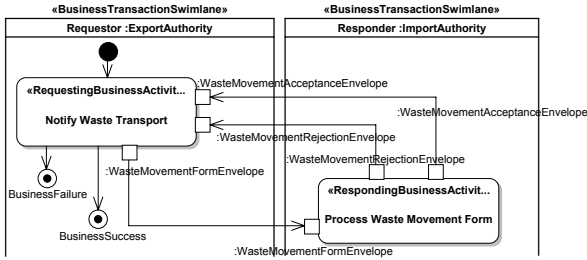 «BusinessTransactionSwimlane»
«BusinessTransactionSwimlane»
Requestor :ExportAuthority
Responder :ImportAuthority
:WasteMovementAcceptanceEnvelope
«RequestingBusinessActivit...
:WasteMovementAcceptanceEnvelope
Notify Waste Transport
:WasteMovementRejectionEnvelope
:WasteMovementRejectionEnvelope
:WasteMovementFormEnvelope
BusinessFailure
«RespondingBusinessActivit...
Process Waste Movement Form
BusinessSuccess
:WasteMovementFormEnvelope